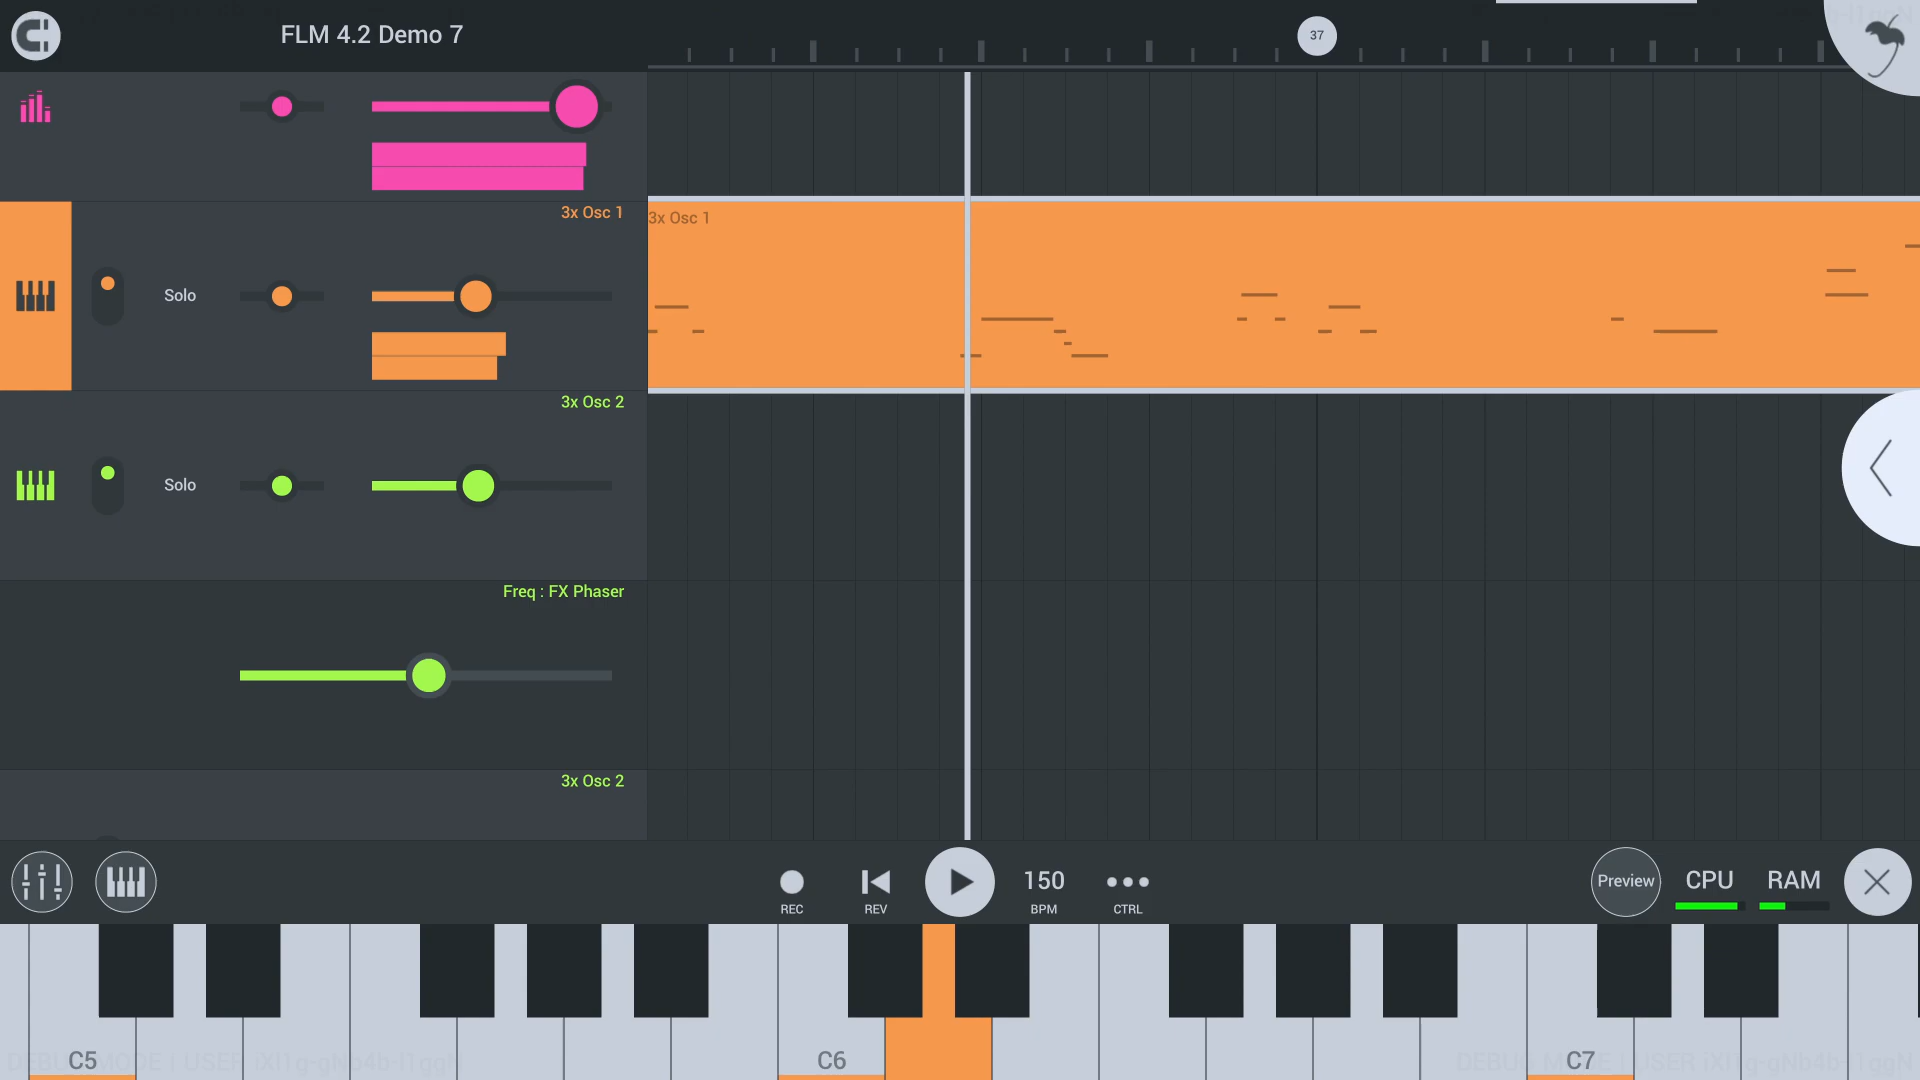 FLM 4.2 Demo 7
37
3x Osc 1
3x Osc 1
Solo
3x Osc 2
Solo
Freq : FX Phaser
3x Osc 2
150
Preview
CPU
RAM
REC
REV
BPM
CTRL
C5
C6
C7